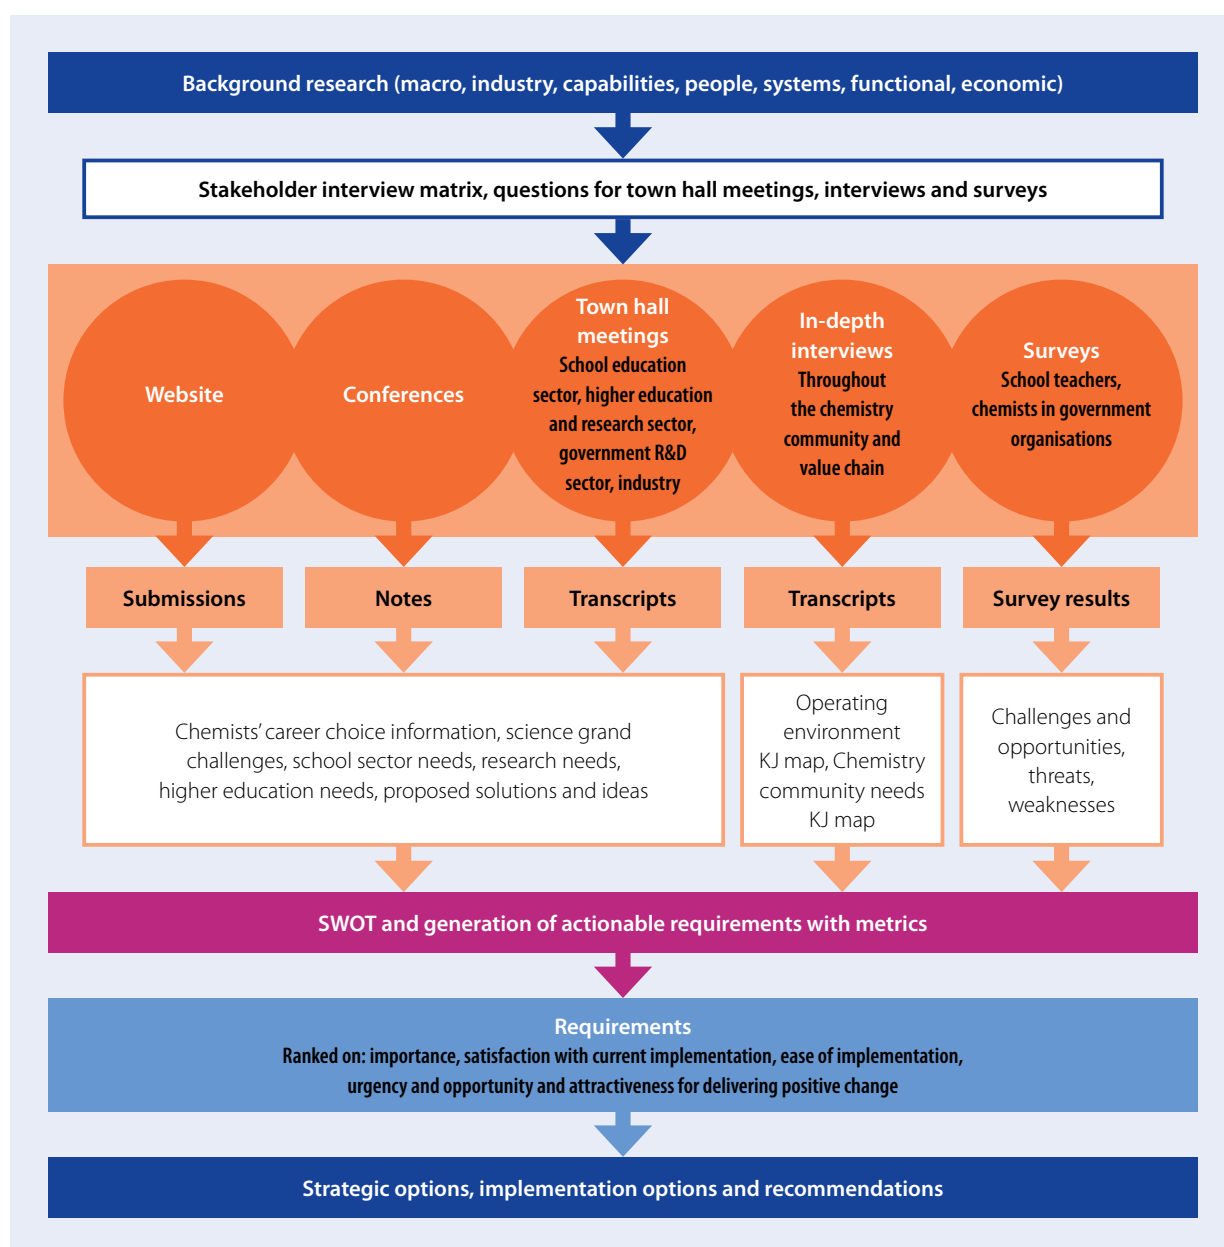 Background research (macro, industry, capabilities, people, systems, functional, economic)
Stakeholder interview matrix, questions for town hall meetings, interviews and surveys
Website
Conferences
Town hall
meetings
School education
sector, higher education
and research sector,
government R&D
sector, industry
In-depth
interviews
Throughout
the chemistry
community and
value chain
Surveys
School teachers,
chemists in government
organisations
Submissions
Notes
Transcripts
Transcripts
Survey results
Chemists’ career choice information, science grand
challenges, school sector needs, research needs,
higher education needs, proposed solutions and ideas
Operating
environment
KJ map, Chemistry
community needs
KJ map
Challenges and
opportunities,
threats,
weaknesses
SWOT and generation of actionable requirements with metrics
Requirements
Ranked on: importance, satisfaction with current implementation, ease of implementation,
urgency and opportunity and attractiveness for delivering positive change
Strategic options, implementation options and recommendations